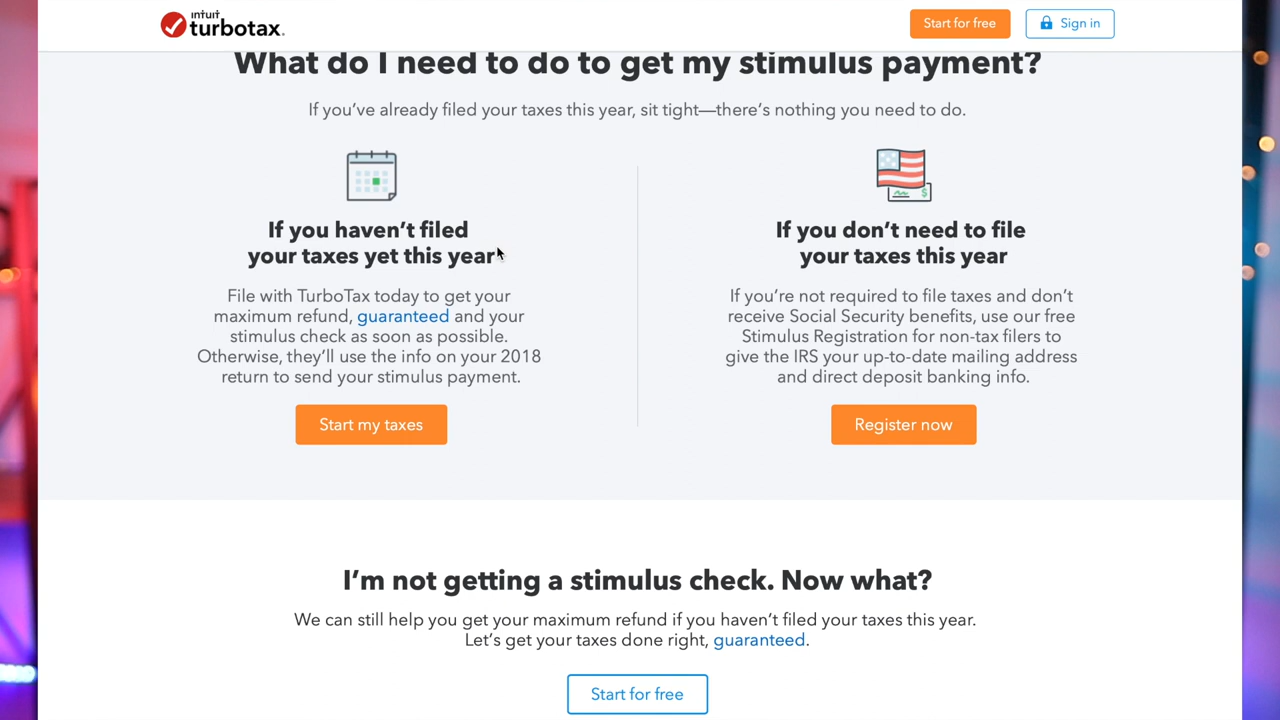 intuit
turbotax.
Start for free
Sign in
What do I need to do to get my stimulus payment?
If you've already filed your taxes this year, sit tight—there's nothing you need to do.
If you haven't filed
your taxes yet this year
File with TurboTax today to get your
maximum refund, guaranteed and your
stimulus check as soon as possible.
Otherwise, they'll use the info on your 2018
return to send your stimulus payment.
Start my taxes
If you don't need to file
your taxes this year
If you're not required to file taxes and don't
receive Social Security benefits, use our free
Stimulus Registration for non-tax filers to
give the IRS your up-to-date mailing address
and direct deposit banking info.
Register now
I'm not getting a stimulus check. Now what?
We can still help you get your maximum refund if you haven't filed your taxes this year.
Let's get your taxes done right, guaranteed.
Start for free